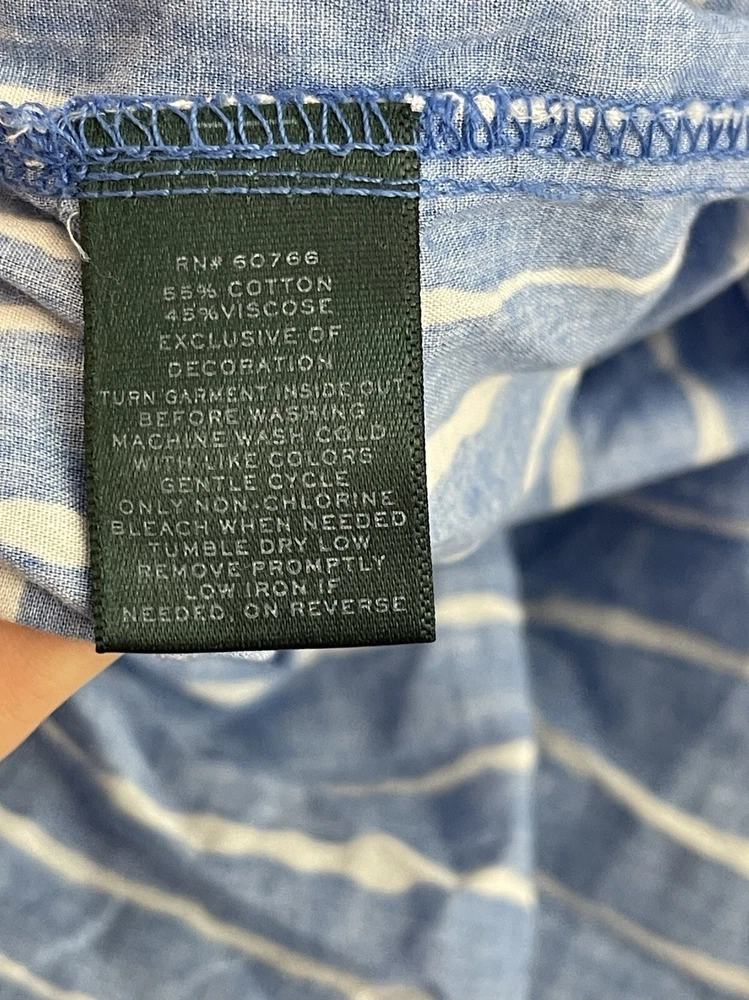 RN# 60766
55% COTTON
45%VISCOSE
EXCLUSIVE OF
DECORATION
TURN GARMENT INSIDE OUT
BEFORE WASHING
MACHINE WASH COLD
WITH LIKE COLORS
GENTLE CYCLE
ONLY NON-CHLORINE
BLEACH WHEN NEEDED
TUMBLE DRY LOW
REMOVE PROMPTLY
LOW IRON IF
NEEDED, ON REVERSE